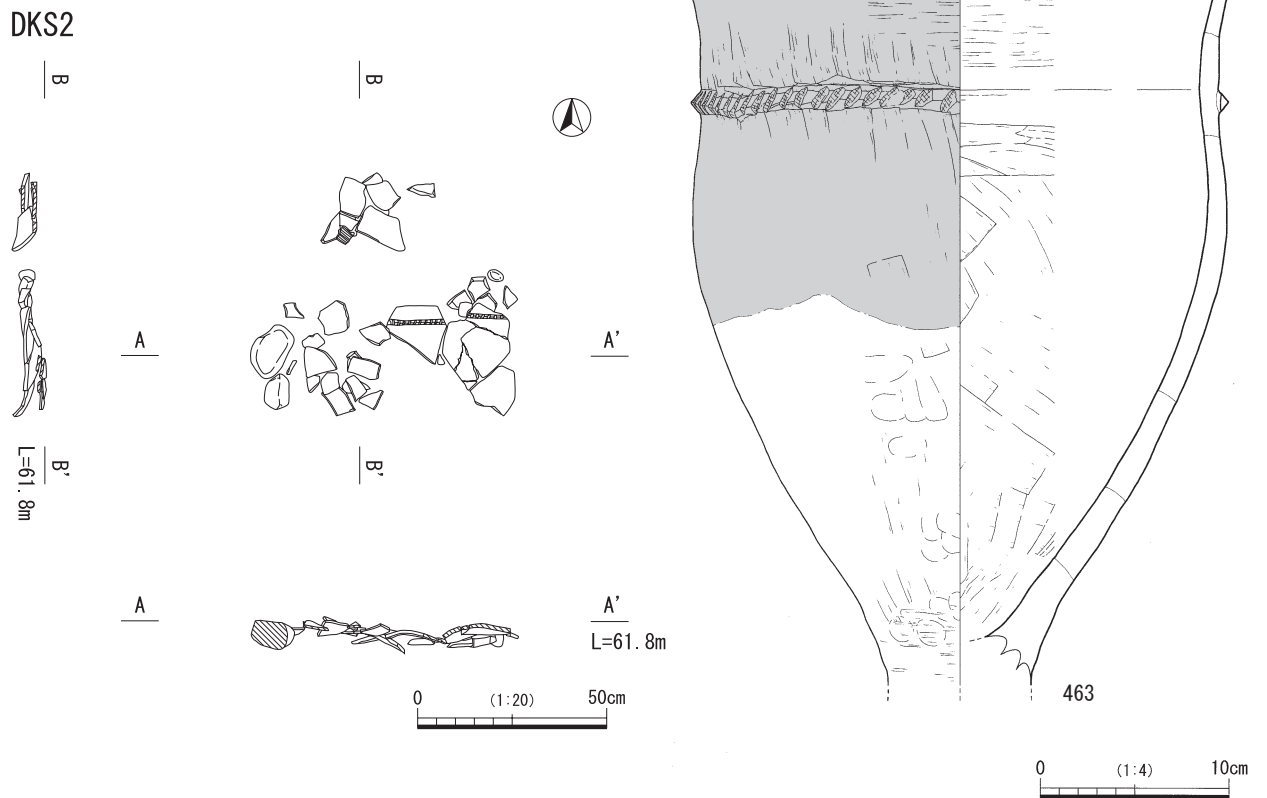 DKS2
B
B
A
A'
B'
B'
L=61.8m
A
A'
L=61.8m
0 (1:20) 50cm
463
0 (1:4) 10cm